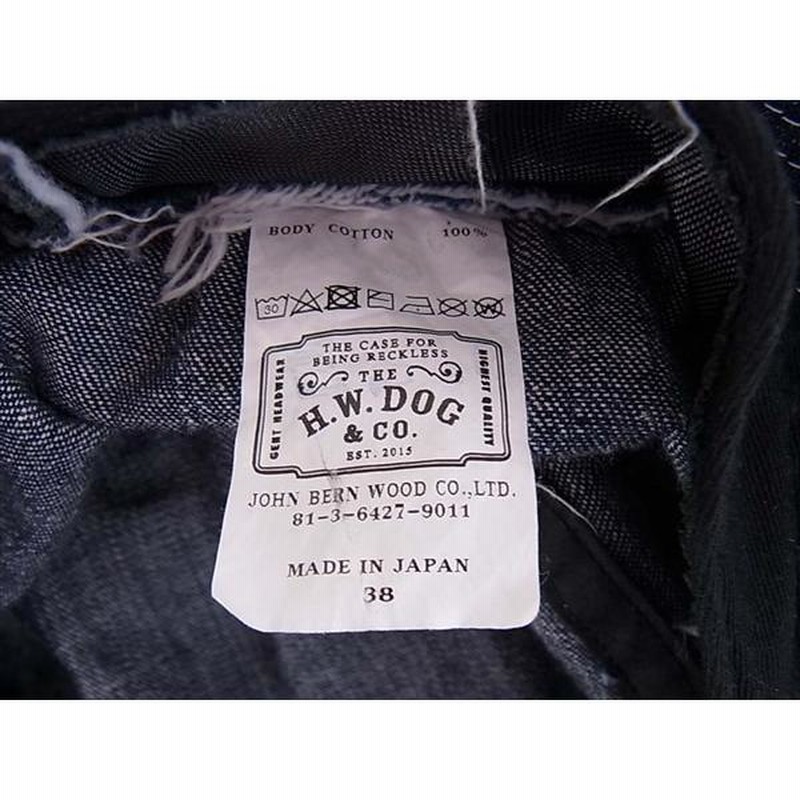 BODY COTTON 100%
30
W
THE CASE FOR
BEING RECKLESS
GENT HEADWEAR
THE
H.W.DOG
& CO.
EST. 2015
HIGHEST QUALITY
JOHN BERN WOOD CO.,LTD.
81-3-6427-9011
MADE IN JAPAN
38